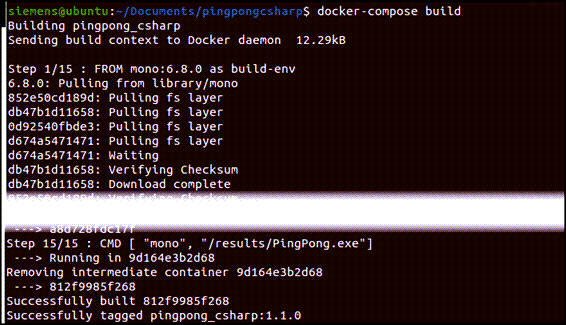 siemens@ubuntu:~/Documents/pingpongcsharp$ docker-compose build
Building pingpong_csharp
Sending build context to Docker daemon  12.29kB
Step 1/15 : FROM mono:6.8.0 as build-env
6.8.0: Pulling from library/mono
852e50cd189d: Pulling fs layer
db47b1d11658: Pulling fs layer
0d92540fbde3: Pulling fs layer
d674a5471471: Pulling fs layer
d674a5471471: Waiting
db47b1d11658: Verifying Checksum
db47b1d11658: Download complete
852e50cd189d: Verifying Checksum
---> a8d728fdc17f
Step 15/15 : CMD [ "mono", "/results/PingPong.exe"]
---> Running in 9d164e3b2d68
Removing intermediate container 9d164e3b2d68
---> 812f9985f268
Successfully built 812f9985f268
Successfully tagged pingpong_csharp:1.1.0